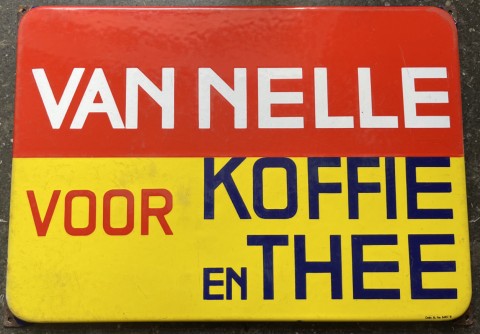 VAN NELLE
VOOR KOFFIE
EN THEE